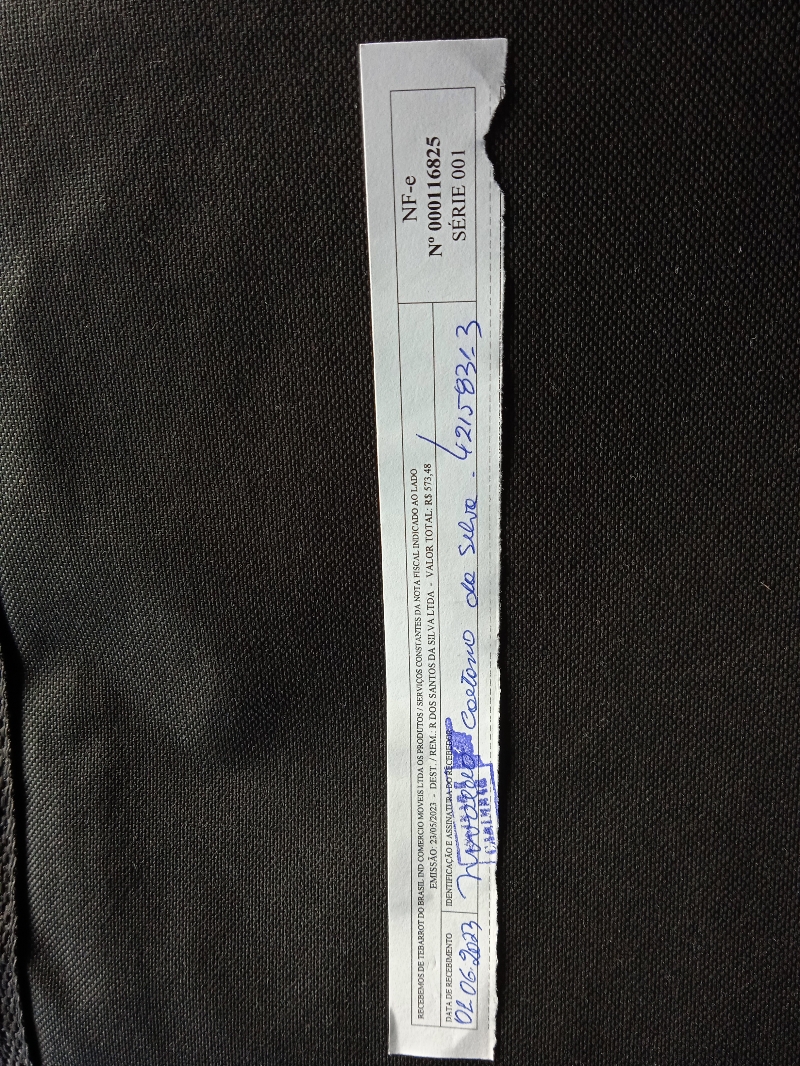 RECEBEMOS DE TEBARROT DO BRASIL IND COMERCIO MOVEIS LTDA OS PRODUTOS / SERVIÇOS CONSTANTES DA NOTA FISCAL INDICADO AO LADO
EMISSÃO: 23/05/2023 - DEST. / REM.: R DOS SANTOS DA SILVA LTDA - VALOR TOTAL: R$ 573,48
DATA DE RECEBIMENTO
02.06.2023
IDENTIFICAÇÃO E ASSINATURA DO RECEBEDOR
Caetano da Silva - 421583
NF-e
Nº 000116825
SÉRIE 001